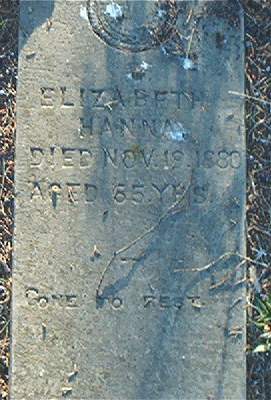 ELIZABETH
HANNA
DIED NOV. 19, 1880
AGED 65. YRS.
GONE TO REST.